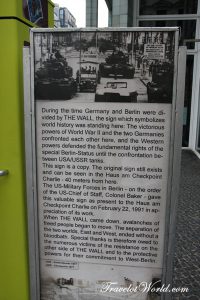 During the time Germany and Berlin were di-
vided by THE WALL, the sign which symbolizes
world history was standing here: The victorious
powers of World War II and the two Germanies
confronted each other here, and the Western
powers defended the fundamental rights of the
special Berlin-Status until the confrontation be-
tween USA/USSR tanks.
This sign is a copy. The original sign still exists
and can be seen in the Haus am Checkpoint
Charlie - 40 meters from here.
The US-Military Forces in Berlin - on the order
of the US-Chief of Staff, Colonel Baker - gave
this valuable sign as present to the Haus am
Checkpoint Charlie on February 22, 1991 in ap-
preciation of its work.
When THE WALL came down, avalanches of
people began to move. The separation of
the two worlds, East and West, ended without a
bloodbath. Special thanks is therefore owed to
the numerous victims of the resistance on the
other side of THE WALL and to the protective
powers for their commitment to West-Berlin.
TravelotWorld.com